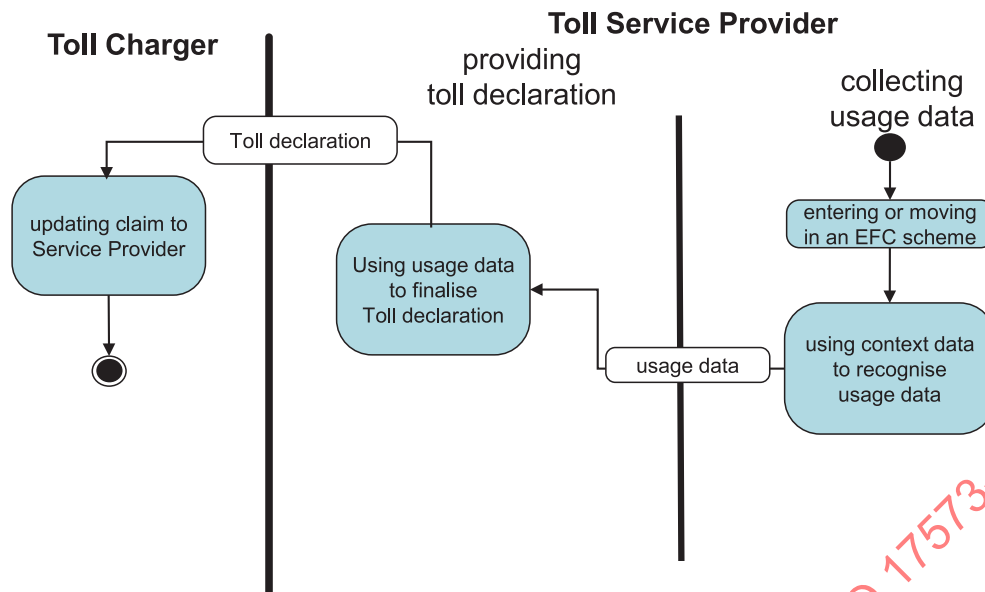 Toll Charger
Toll Service Provider
providing
toll declaration
collecting
usage data
Toll declaration
updating claim to
Service Provider
Using usage data
to finalise
Toll declaration
entering or moving
in an EFC scheme
usage data
using context data
to recognise
usage data
17573